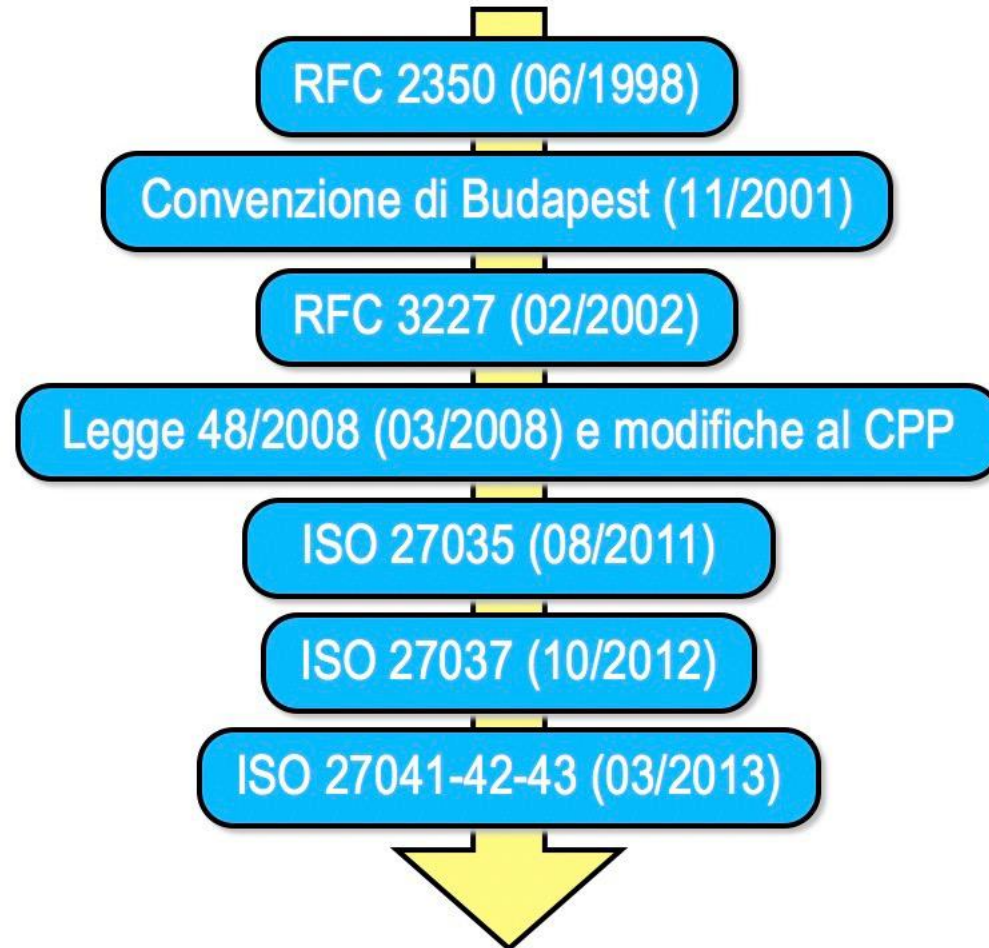 RFC 2350 (06/1998)
Convenzione di Budapest (11/2001)
RFC 3227 (02/2002)
Legge 48/2008 (03/2008) e modifiche al CPP
ISO 27035 (08/2011)
ISO 27037 (10/2012)
ISO 27041-42-43 (03/2013)